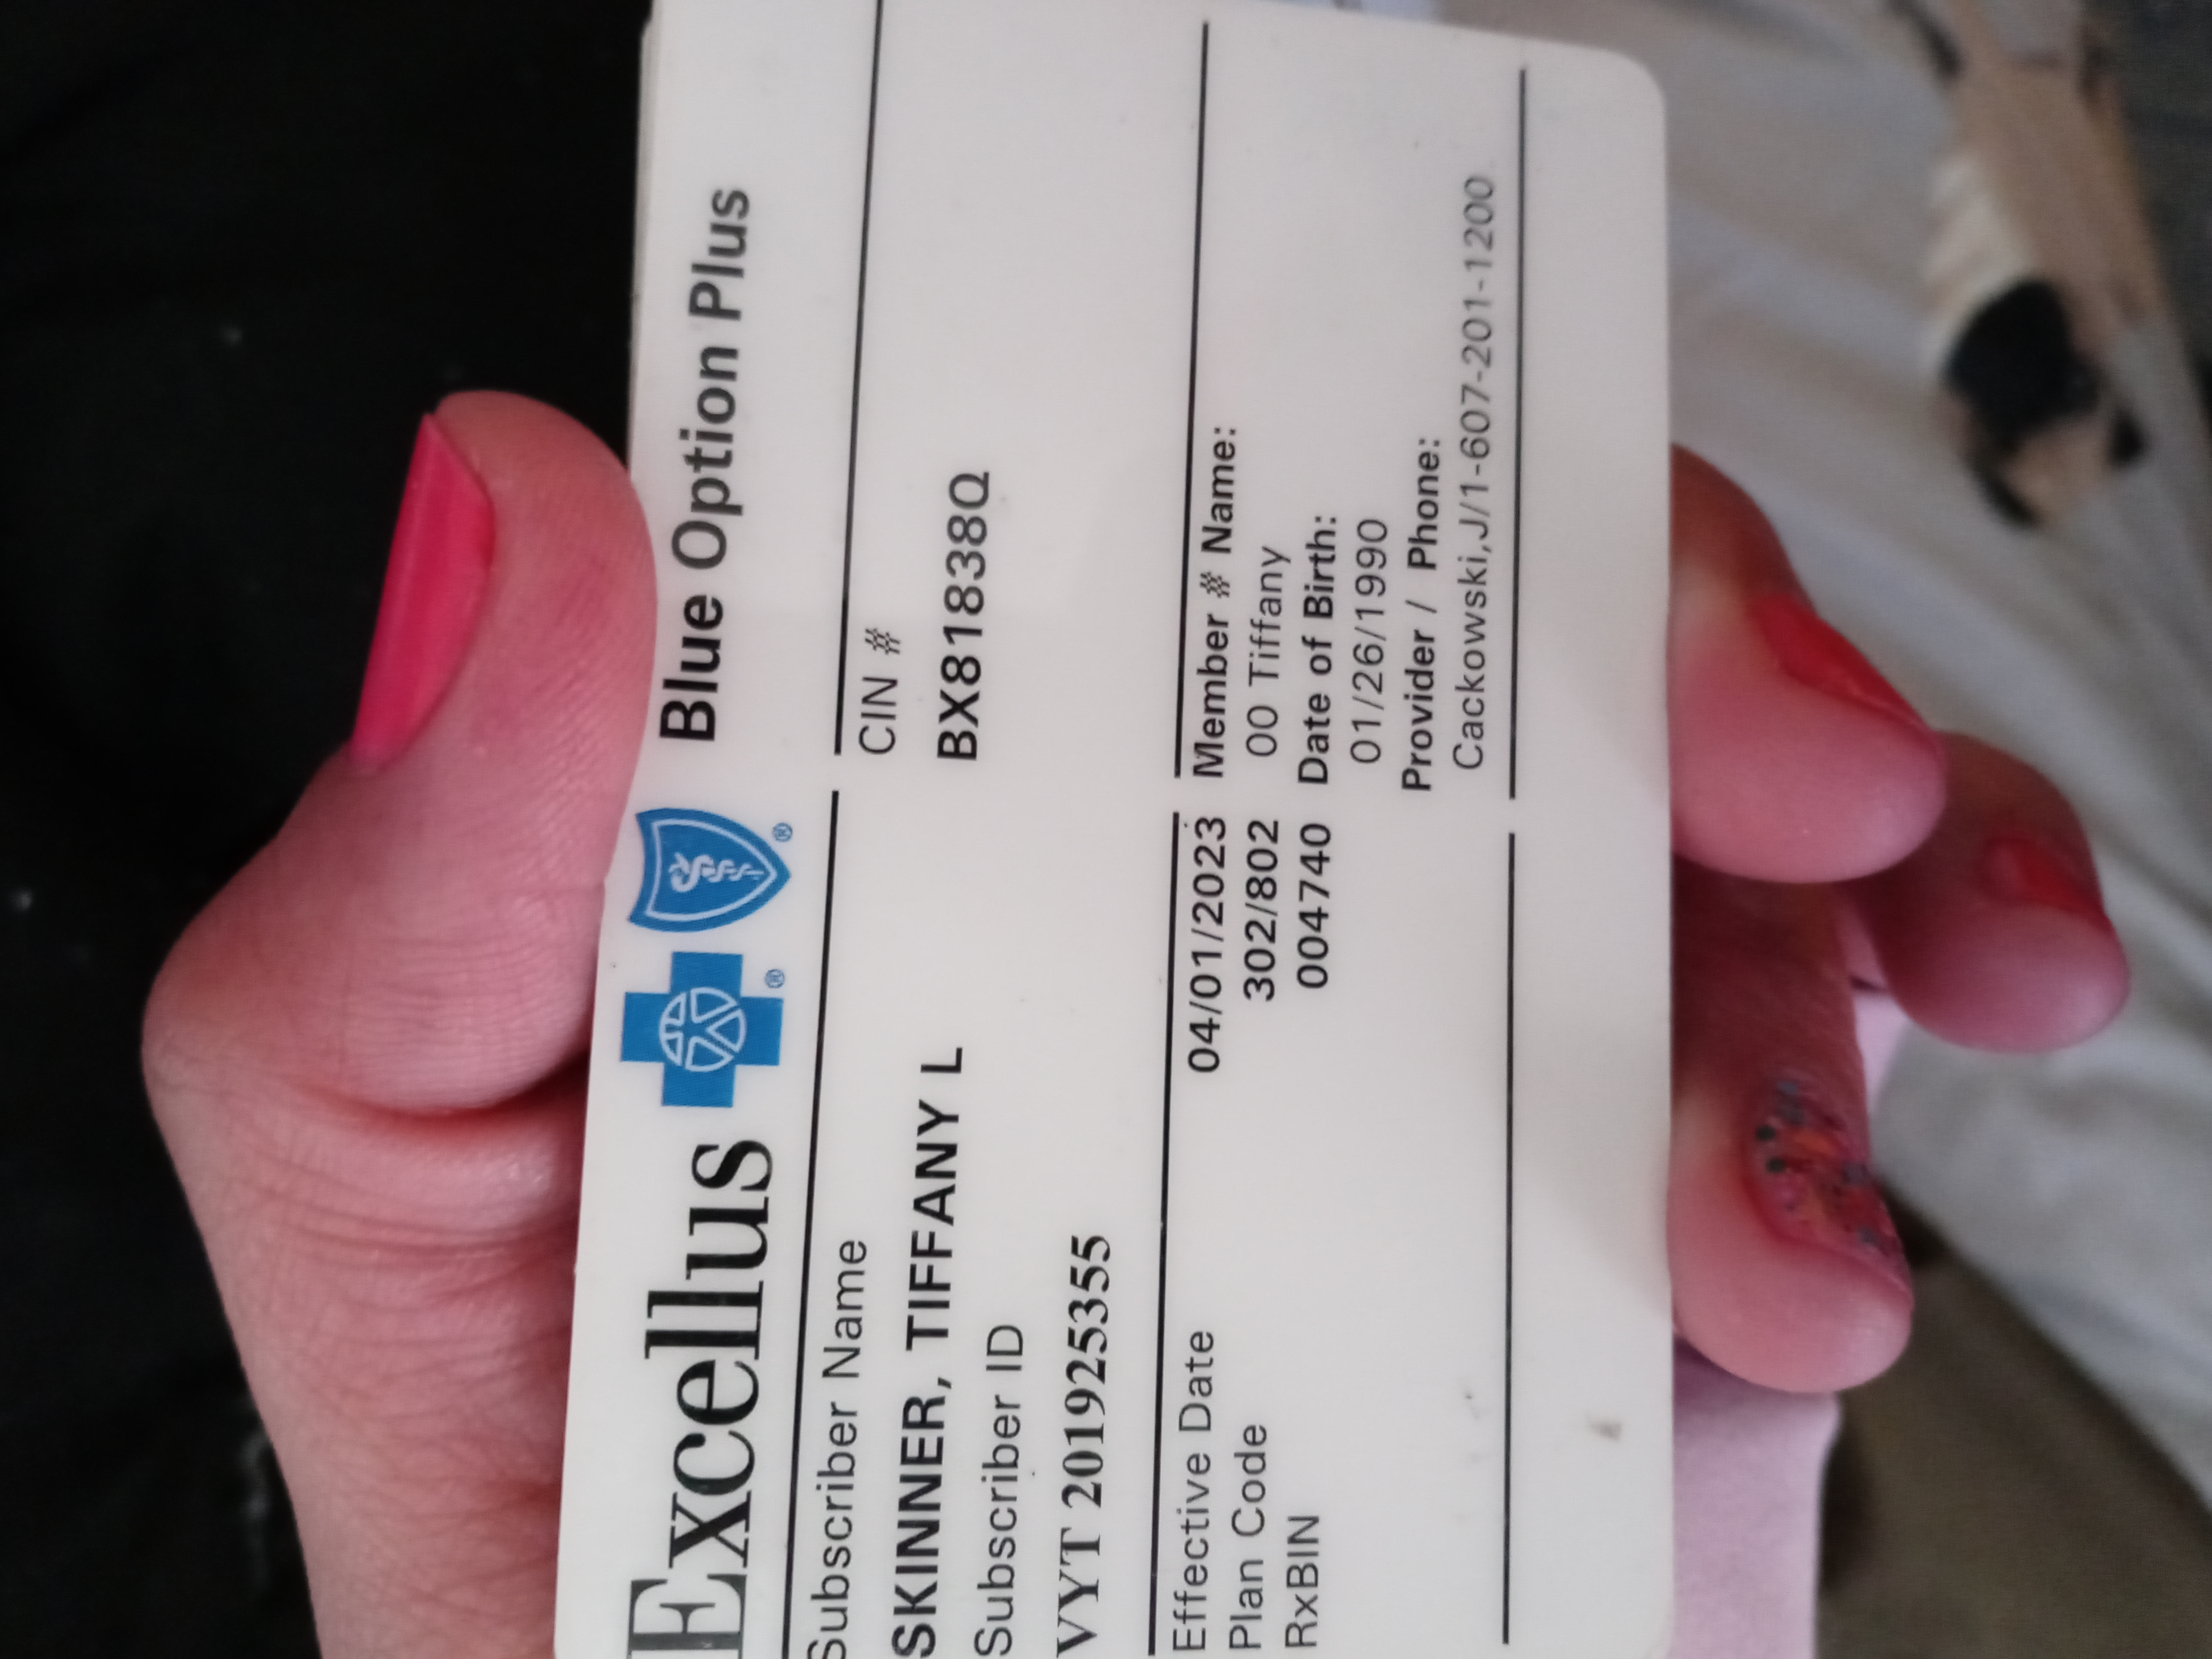 Excellus Blue Option Plus
Subscriber Name
SKINNER, TIFFANY L
Subscriber ID
VYT 201925355
CIN #
BX81838Q
Effective Date 04/01/2023
Plan Code 302/802
RxBIN 004740
Member # Name:
00 Tiffany
Date of Birth:
01/26/1990
Provider / Phone:
Cackowski,J/1-607-201-1200